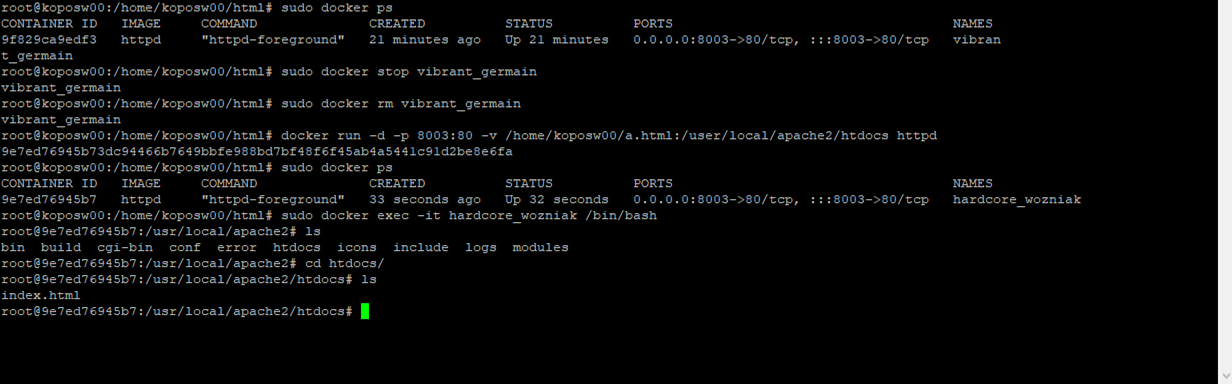 root@koposw00:/home/koposw00/html# sudo docker ps
CONTAINER ID   IMAGE     COMMAND              CREATED          STATUS          PORTS                                   NAMES
9f829ca9edf3   httpd     "httpd-foreground"   21 minutes ago   Up 21 minutes   0.0.0.0:8003->80/tcp, :::8003->80/tcp   vibran
t_germain
root@koposw00:/home/koposw00/html# sudo docker stop vibrant_germain
vibrant_germain
root@koposw00:/home/koposw00/html# sudo docker rm vibrant_germain
vibrant_germain
root@koposw00:/home/koposw00/html# docker run -d -p 8003:80 -v /home/koposw00/a.html:/user/local/apache2/htdocs httpd
9e7ed76945b73dc94466b7649bbfe988bd7bf48f6f45ab4a5441c91d2be8e6fa
root@koposw00:/home/koposw00/html# sudo docker ps
CONTAINER ID   IMAGE     COMMAND              CREATED          STATUS          PORTS                                   NAMES
9e7ed76945b7   httpd     "httpd-foreground"   33 seconds ago   Up 32 seconds   0.0.0.0:8003->80/tcp, :::8003->80/tcp   hardcore_wozniak
root@koposw00:/home/koposw00/html# sudo docker exec -it hardcore_wozniak /bin/bash
root@9e7ed76945b7:/usr/local/apache2# ls
bin  build  cgi-bin  conf  error  htdocs  icons  include  logs  modules
root@9e7ed76945b7:/usr/local/apache2# cd htdocs/
root@9e7ed76945b7:/usr/local/apache2/htdocs# ls
index.html
root@9e7ed76945b7:/usr/local/apache2/htdocs#